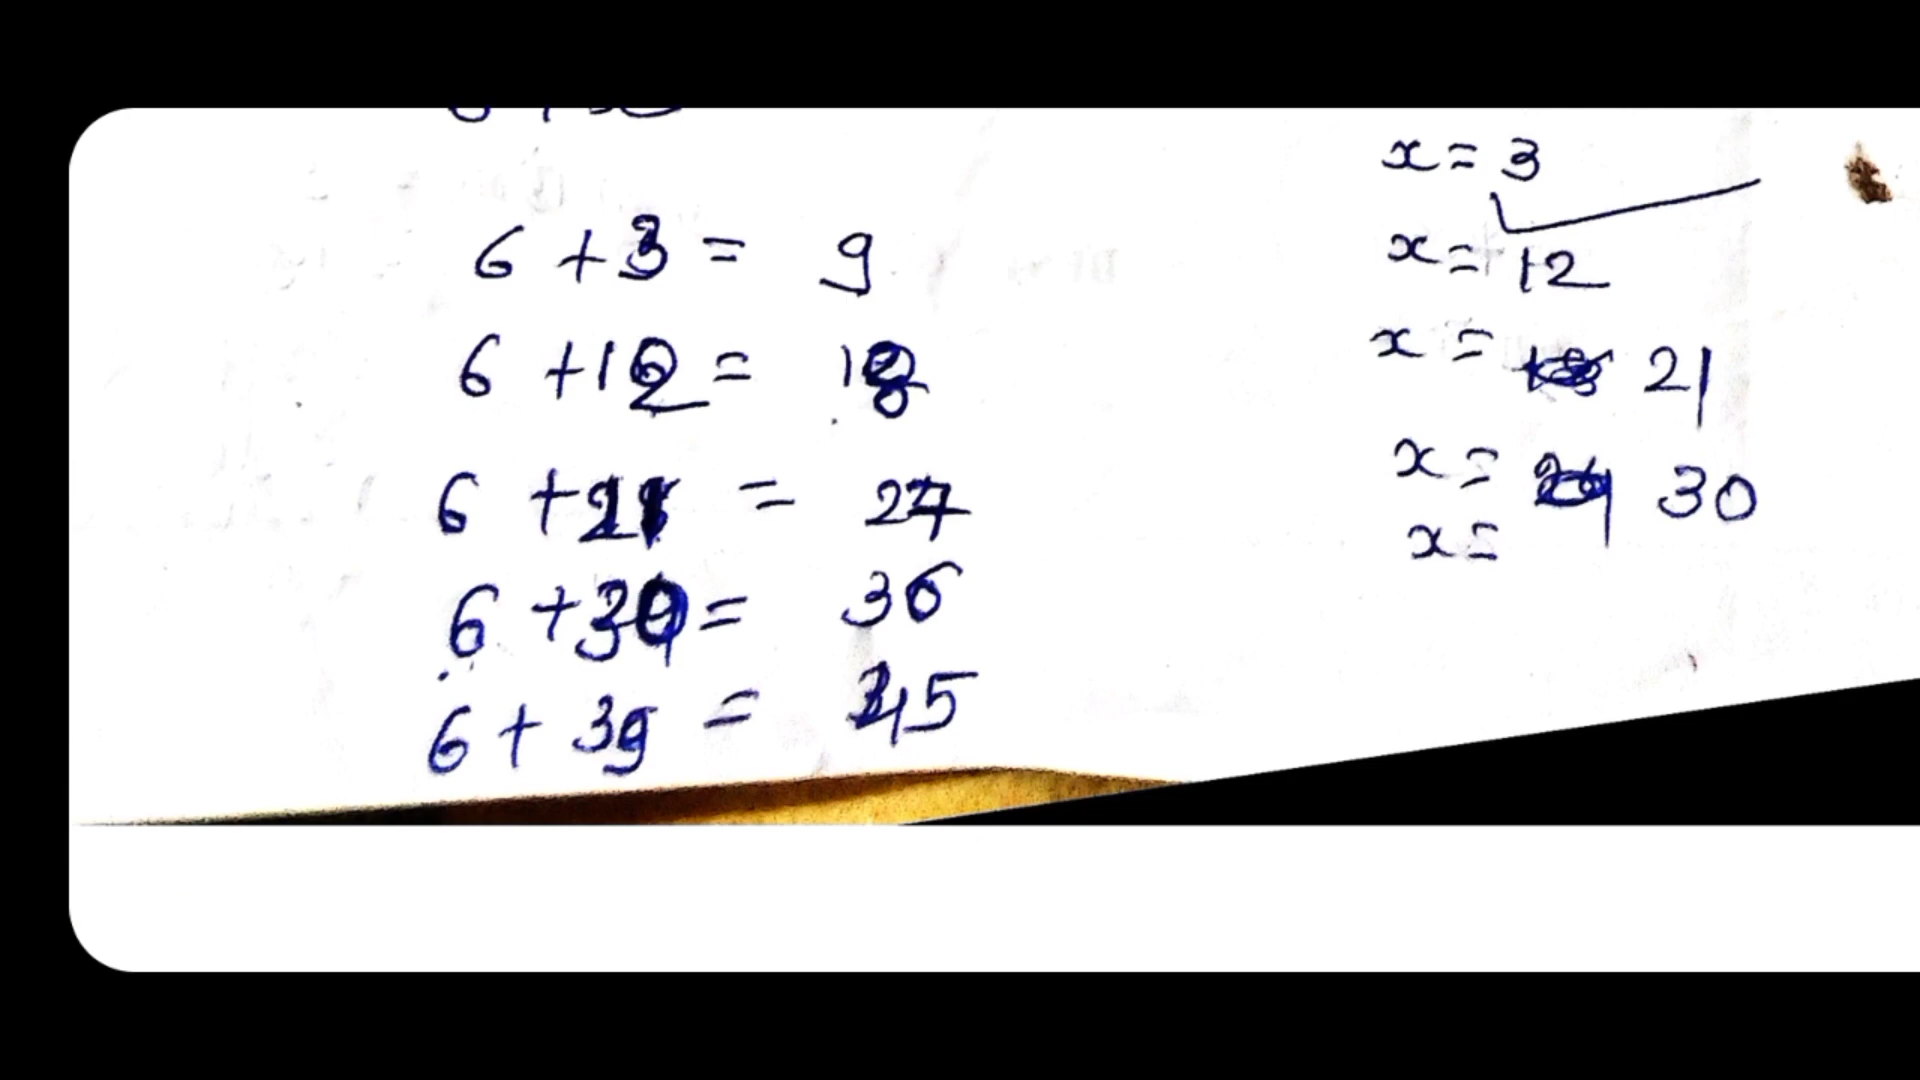 6 + 3 = 9
6 + 12 = 18
6 + 21 = 27
6 + 30 = 36
6 + 39 = 45
x = 3
x = 12
x = 21
x = 30
x =